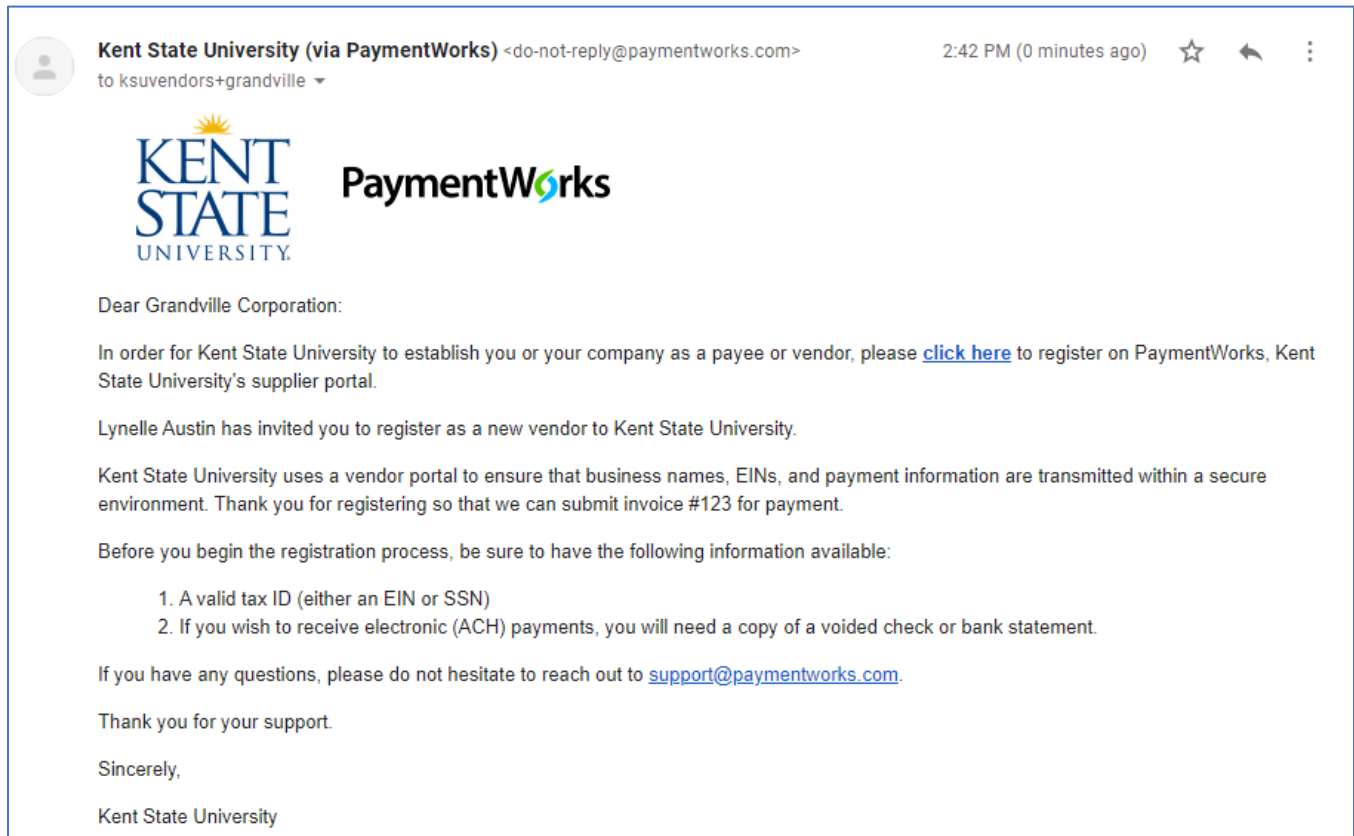 Kent State University (via PaymentWorks) <do-not-reply@paymentworks.com> 2:42 PM (0 minutes ago)
to ksuvendors+grandville
KENT
STATE
UNIVERSITY.
PaymentWorks
Dear Grandville Corporation:
In order for Kent State University to establish you or your company as a payee or vendor, please click here to register on PaymentWorks, Kent
State University's supplier portal.
Lynelle Austin has invited you to register as a new vendor to Kent State University.
Kent State University uses a vendor portal to ensure that business names, EINs, and payment information are transmitted within a secure
environment. Thank you for registering so that we can submit invoice #123 for payment.
Before you begin the registration process, be sure to have the following information available:
1. A valid tax ID (either an EIN or SSN)
2. If you wish to receive electronic (ACH) payments, you will need a copy of a voided check or bank statement.
If you have any questions, please do not hesitate to reach out to support@paymentworks.com.
Thank you for your support.
Sincerely,
Kent State University